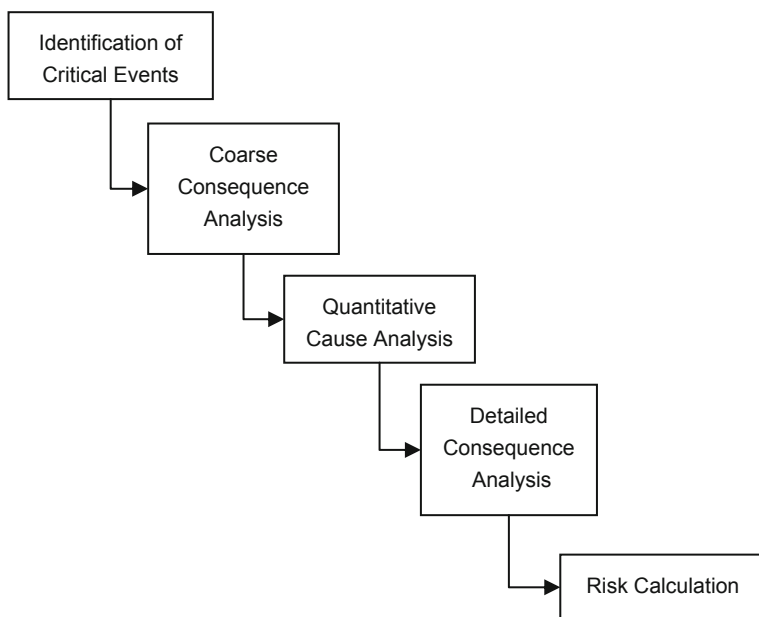 Identification of
Critical Events
Coarse
Consequence
Analysis
Quantitative
Cause Analysis
Detailed
Consequence
Analysis
Risk Calculation